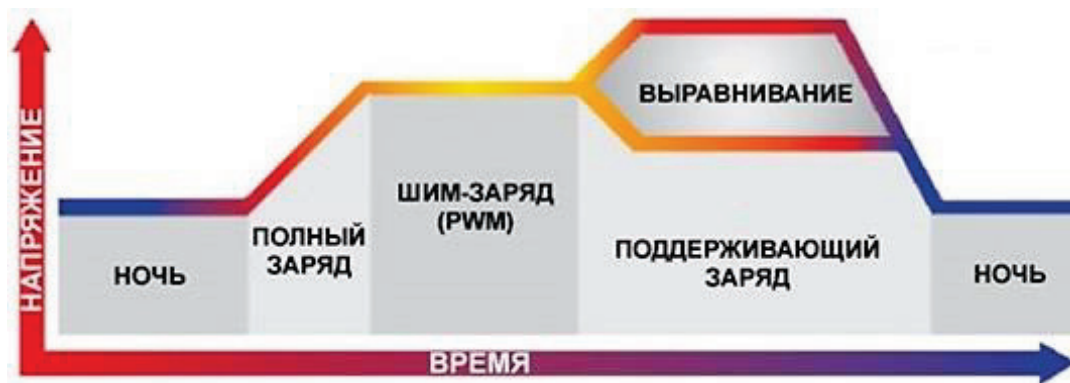 НАПРЯЖЕНИЕ
НОЧЬ
ПОЛНЫЙ
ЗАРЯД
ШИМ-ЗАРЯД
(PWM)
ВЫРАВНИВАНИЕ
ПОДДЕРЖИВАЮЩИЙ
ЗАРЯД
НОЧЬ
ВРЕМЯ